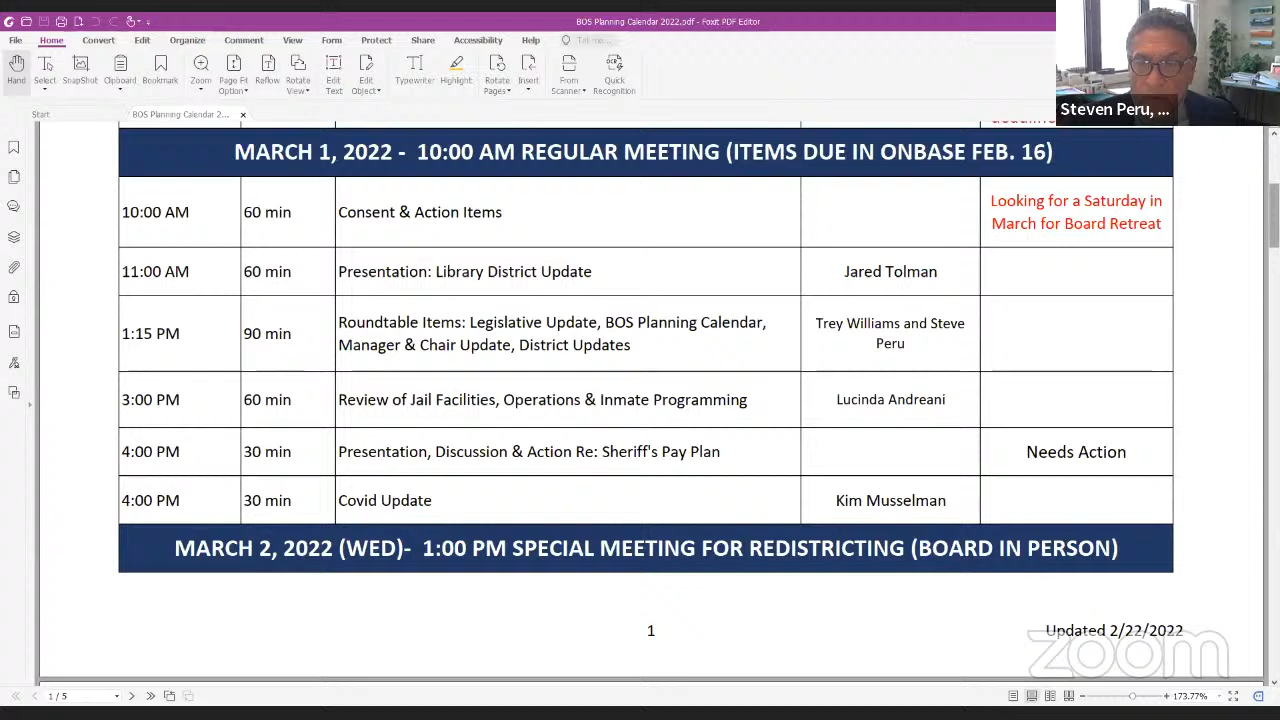 BOS Planning Calendar 2022.pdf - Foxit PDF Editor
File Home Convert Edit Organize Comment View Form Protect Share Accessibility Help Tell me...
Hand Select SnapShot Clipboard Bookmark Zoom Page Fit Option Reflow Rotate View Edit Text Edit Object Typewriter Highlight Rotate Pages Insert From Scanner Quick Recognition
Steven Peru, ...
Start BOS Planning Calendar 2... ×
MARCH 1, 2022 - 10:00 AM REGULAR MEETING (ITEMS DUE IN ONBASE FEB. 16)
10:00 AM 60 min Consent & Action Items Looking for a Saturday in
March for Board Retreat
11:00 AM 60 min Presentation: Library District Update Jared Tolman
1:15 PM 90 min Roundtable Items: Legislative Update, BOS Planning Calendar, Trey Williams and Steve
Manager & Chair Update, District Updates Peru
3:00 PM 60 min Review of Jail Facilities, Operations & Inmate Programming Lucinda Andreani
4:00 PM 30 min Presentation, Discussion & Action Re: Sheriff's Pay Plan Needs Action
4:00 PM 30 min Covid Update Kim Musselman
MARCH 2, 2022 (WED)- 1:00 PM SPECIAL MEETING FOR REDISTRICTING (BOARD IN PERSON)
1 Updated 2/22/2022
zoom
1 / 5 173.77%